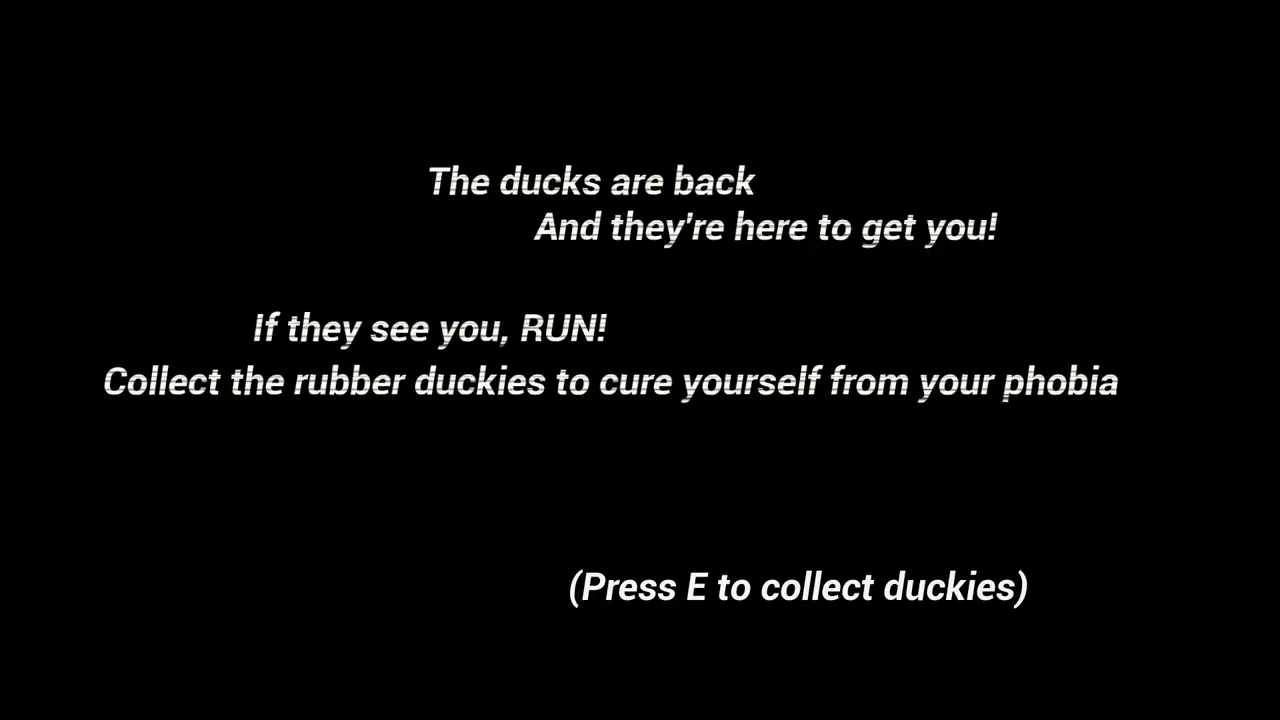 The ducks are back
And they're here to get you!
If they see you, RUN!
Collect the rubber duckies to cure yourself from your phobia
(Press E to collect duckies)